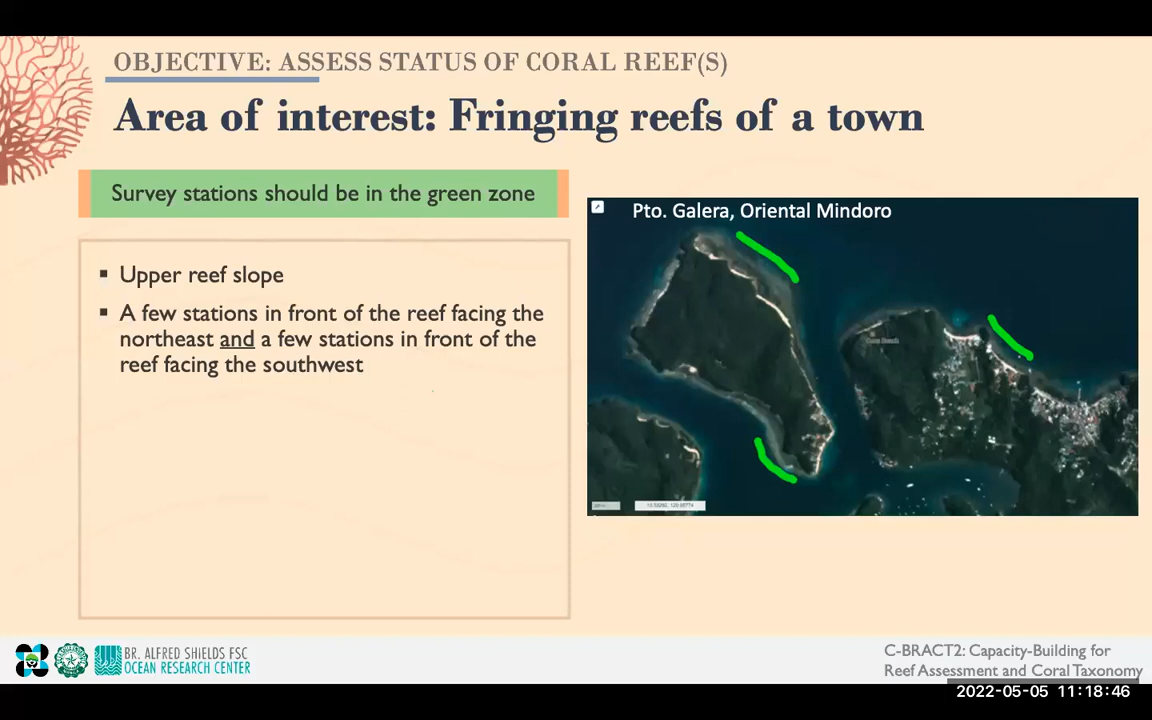 OBJECTIVE: ASSESS STATUS OF CORAL REEF(S)
Area of interest: Fringing reefs of a town
Survey stations should be in the green zone
Pto. Galera, Oriental Mindoro
▪ Upper reef slope
▪ A few stations in front of the reef facing the
northeast and a few stations in front of the
reef facing the southwest
BR. ALFRED SHIELDS FSC
OCEAN RESEARCH CENTER
C-BRACT2: Capacity-Building for
Reef Assessment and Coral Taxonomy
2022-05-05 11:18:46